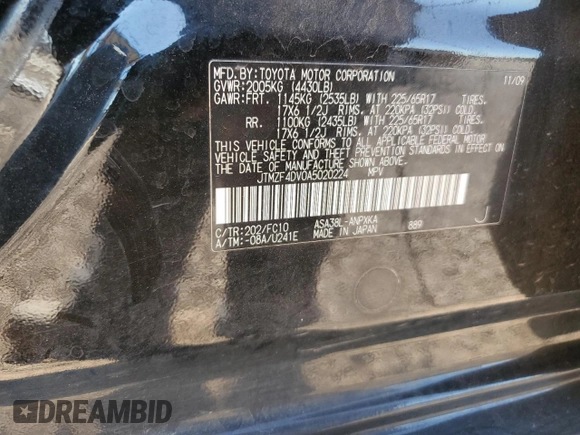 MFD. BY: TOYOTA MOTOR CORPORATION 11/09
GVWR: 2005KG (4430LB)
GAWR: FRT. 1145KG (2535LB) WITH 225/65R17 TIRES.
17X6 1/2J RIMS. AT 220KPA (32PSI) COLD.
RR. 1100KG (2435LB) WITH 225/65R17 TIRES.
17X6 1/2J RIMS. AT 220KPA (32PSI) COLD.
THIS VEHICLE CONFORMS TO ALL APPLICABLE FEDERAL MOTOR
VEHICLE SAFETY AND THEFT PREVENTION STANDARDS IN EFFECT ON
THE DATE OF MANUFACTURE SHOWN ABOVE.
JTMZF4DV0A5020224 MPV
C/TR: 202/FC10 ASA38L-ANPXKA J
A/TM: -08A/U241E MADE IN JAPAN 889
DREAMBID